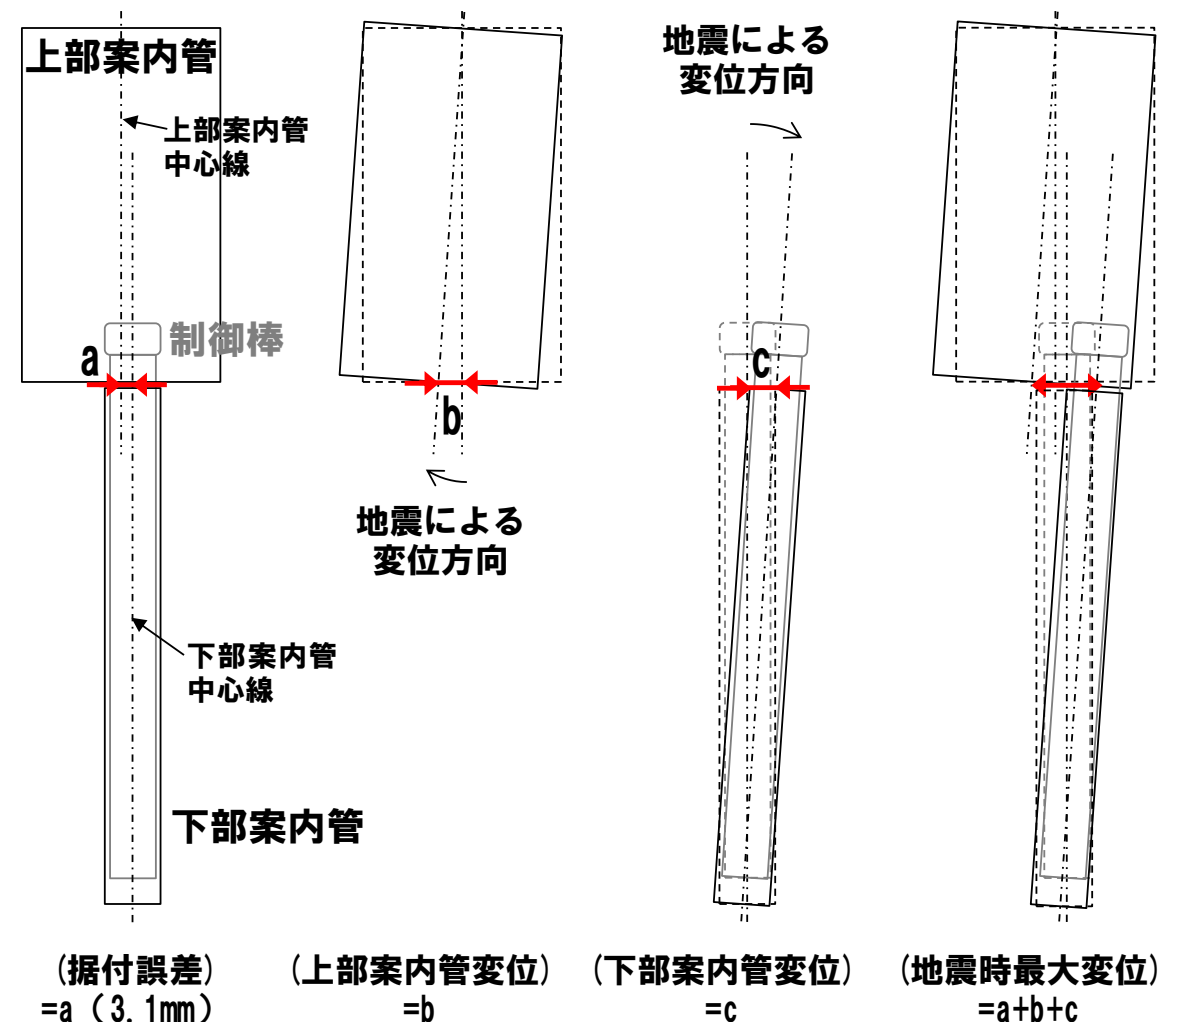 上部案内管
上部案内管
中心線
制御棒
a
下部案内管
中心線
下部案内管
(据付誤差)
=a(3.1mm)
b
地震による
変位方向
(上部案内管変位)
=b
地震による
変位方向
c
(下部案内管変位)
=c
(地震時最大変位)
=a+b+c